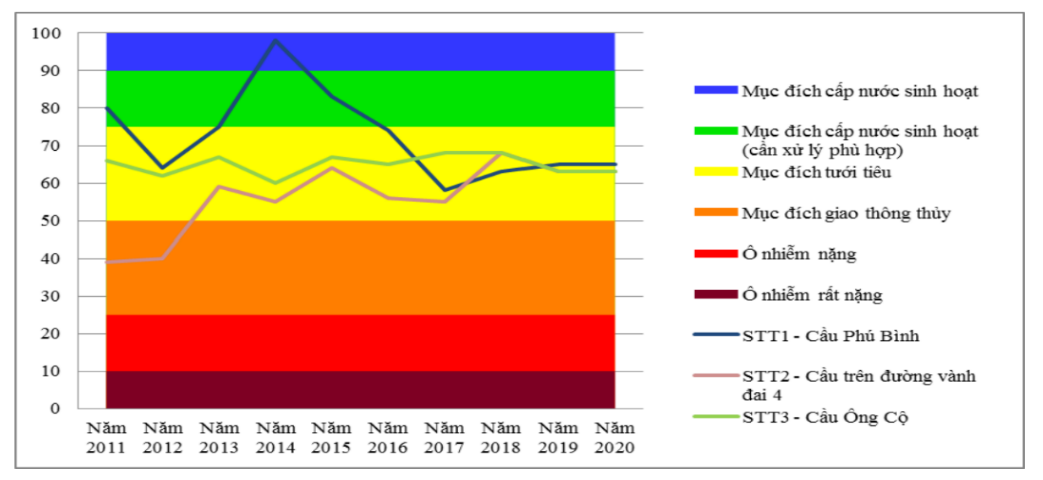 100
90
80
70
60
50
40
30
20
10
0
Năm 2011
Năm 2012
Năm 2013
Năm 2014
Năm 2015
Năm 2016
Năm 2017
Năm 2018
Năm 2019
Năm 2020
Mục đích cấp nước sinh hoạt
Mục đích cấp nước sinh hoạt
(cần xử lý phù hợp)
Mục đích tưới tiêu
Mục đích giao thông thủy
Ô nhiễm nặng
Ô nhiễm rất nặng
STT1 - Cầu Phú Bình
STT2 - Cầu trên đường vành
đai 4
STT3 - Cầu Ông Cộ